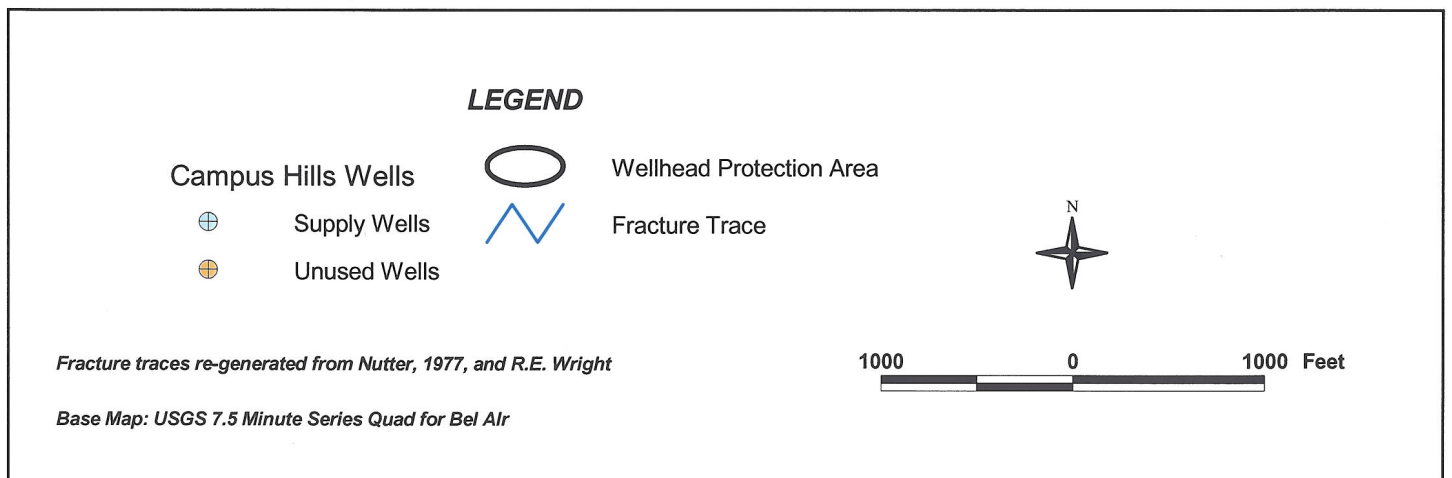 LEGEND
Campus Hills Wells
Supply Wells
Unused Wells
Wellhead Protection Area
Fracture Trace
N
Fracture traces re-generated from Nutter, 1977, and R.E. Wright
Base Map: USGS 7.5 Minute Series Quad for Bel AIr
1000 0 1000 Feet